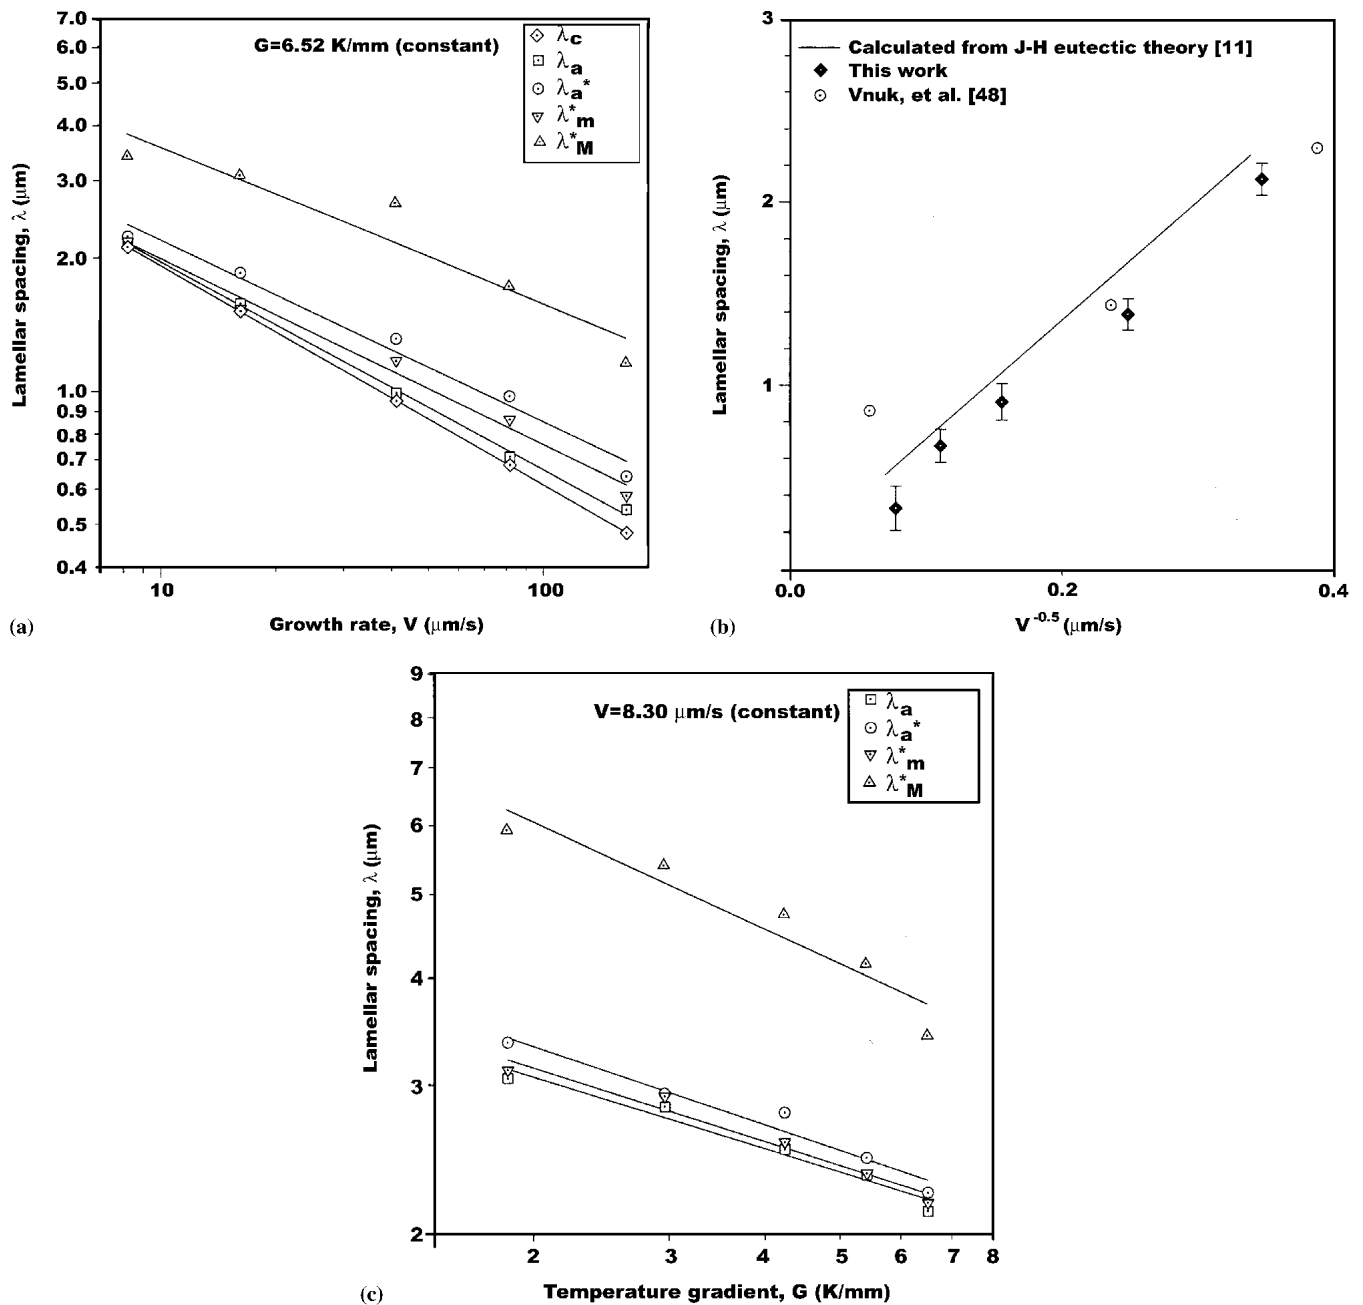 7.0
6.0
5.0
4.0
3.0
2.0
1.0
0.9
0.8
0.7
0.6
0.5
0.4
Lamellar spacing, λ (μm)
G=6.52 K/mm (constant)
λc
λa
λa*
λ*m
λ*M
10
100
Growth rate, V (μm/s)
(a)
3
2
1
Lamellar spacing, λ (μm)
Calculated from J-H eutectic theory [11]
This work
Vnuk, et al. [48]
0.0
0.2
0.4
V-0.5 (μm/s)
(b)
9
8
7
6
5
4
3
2
Lamellar spacing, λ (μm)
V=8.30 μm/s (constant)
λa
λa*
λ*m
λ*M
2
3
4
5
6
7
8
Temperature gradient, G (K/mm)
(c)